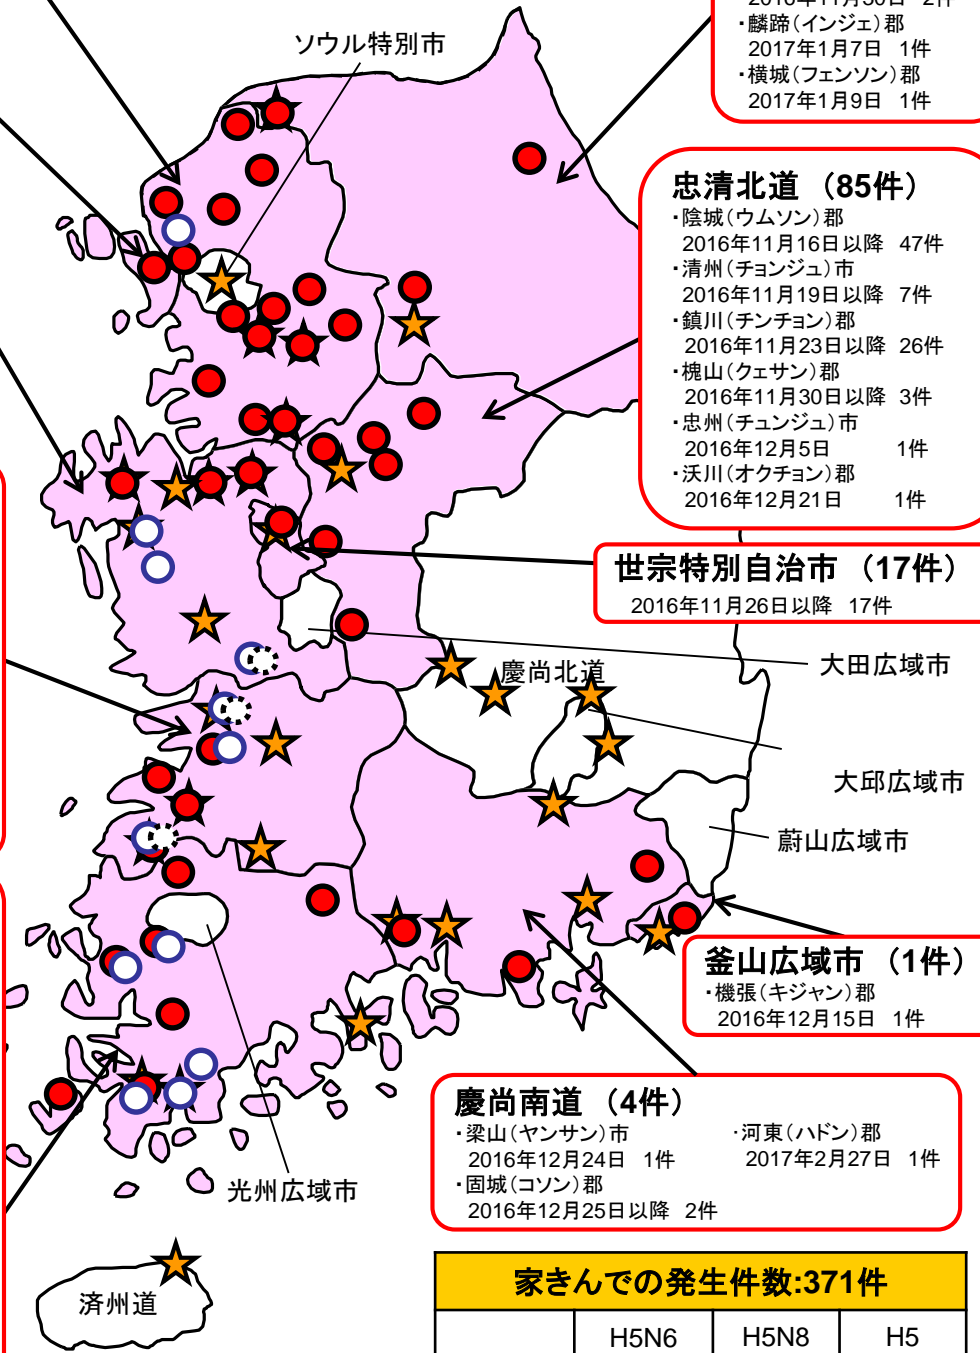 2016年11月30日 2件
・麟蹄（インジェ）郡
2017年1月7日 1件
・横城（フェンソン）郡
2017年1月9日 1件
ソウル特別市
忠清北道 （85件）
・陰城（ウムソン）郡
2016年11月16日以降 47件
・清州（チョンジュ）市
2016年11月19日以降 7件
・鎮川（チンチョン）郡
2016年11月23日以降 26件
・槐山（クェサン）郡
2016年11月30日以降 3件
・忠州（チュンジュ）市
2016年12月5日 1件
・沃川（オクチョン）郡
2016年12月21日 1件
世宗特別自治市 （17件）
2016年11月26日以降 17件
大田広域市
慶尚北道
大邱広域市
蔚山広域市
釜山広域市 （1件）
・機張（キジャン）郡
2016年12月15日 1件
慶尚南道 （4件）
・梁山（ヤンサン）市
2016年12月24日 1件
・固城（コソン）郡
2016年12月25日以降 2件
・河東（ハドン）郡
2017年2月27日 1件
光州広域市
済州道
家きんでの発生件数:371件
H5N6 H5N8 H5